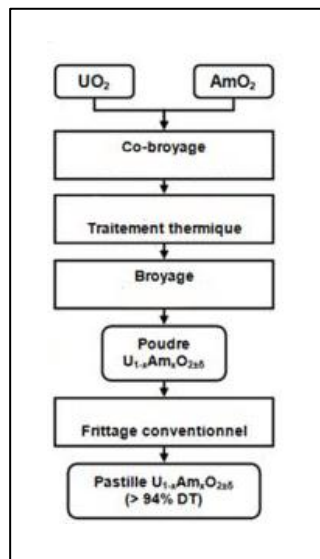 UO₂ AmO₂
Co-broyage
Traitement thermique
Broyage
Poudre
U₁₋ₓAmₓO₂±δ
Frittage conventionnel
Pastille U₁₋ₓAmₓO₂±δ
(> 94% DT)